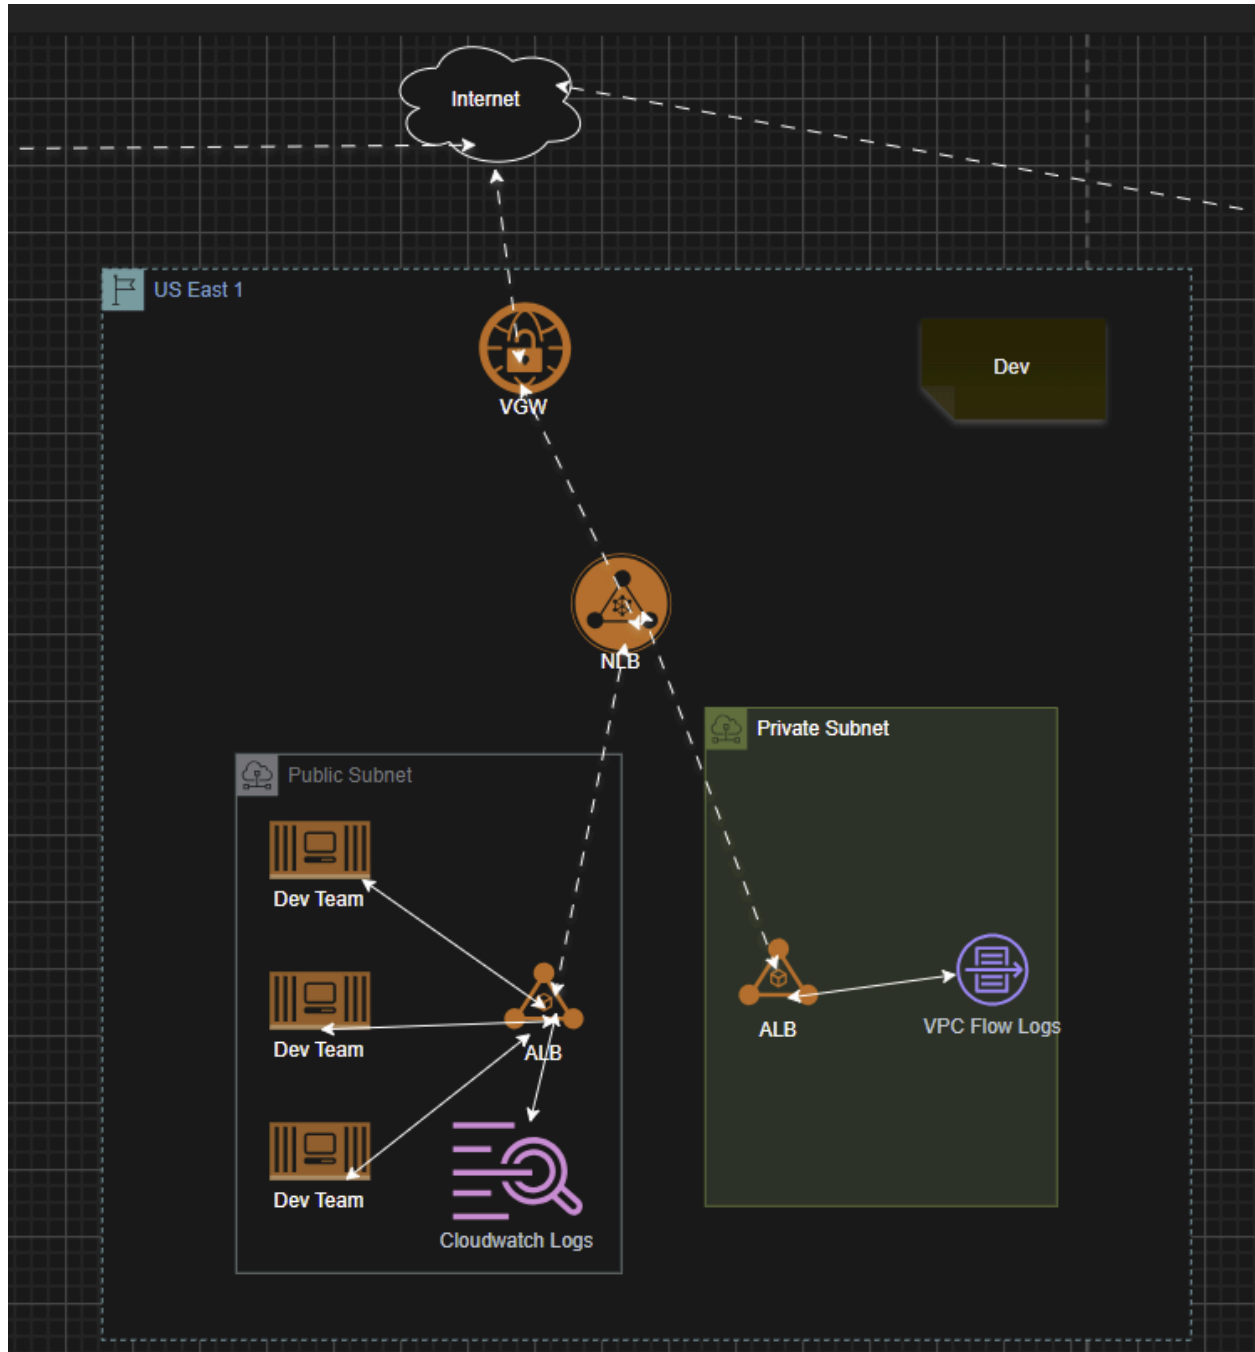 Internet
US East 1
Dev
VGW
NLB
Private Subnet
Public Subnet
Dev Team
Dev Team
ALB
VPC Flow Logs
ALB
Dev Team
Cloudwatch Logs